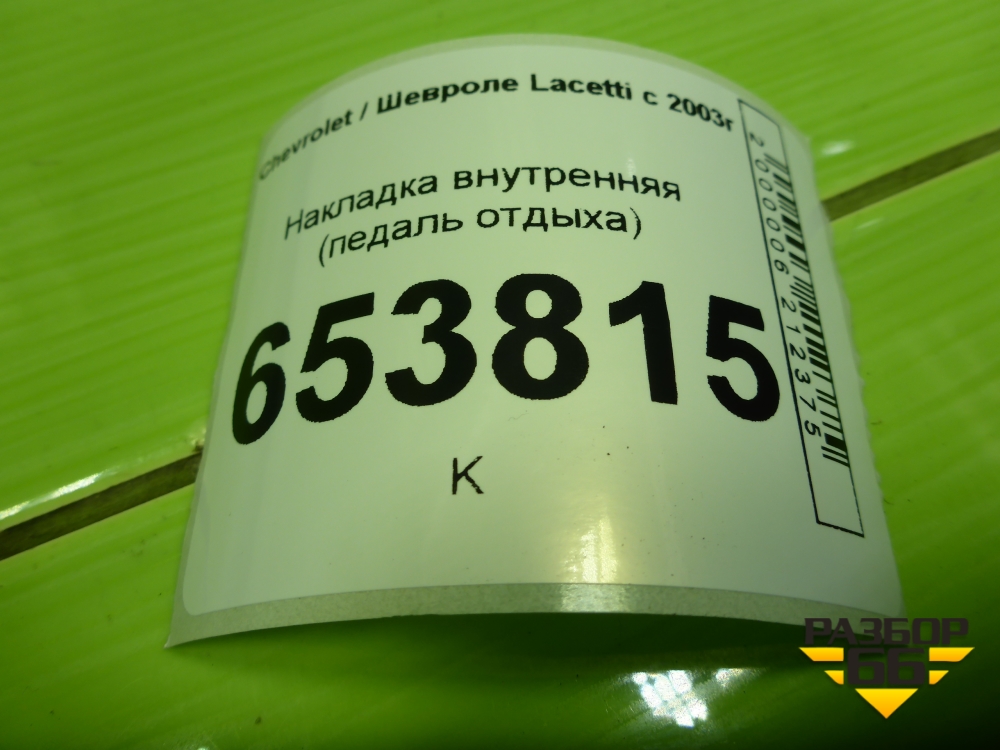 Chevrolet / Шевроле Lacetti с 2003г
Накладка внутренняя
(педаль отдыха)
653815
К
2000006212375
РАЗБОР
66